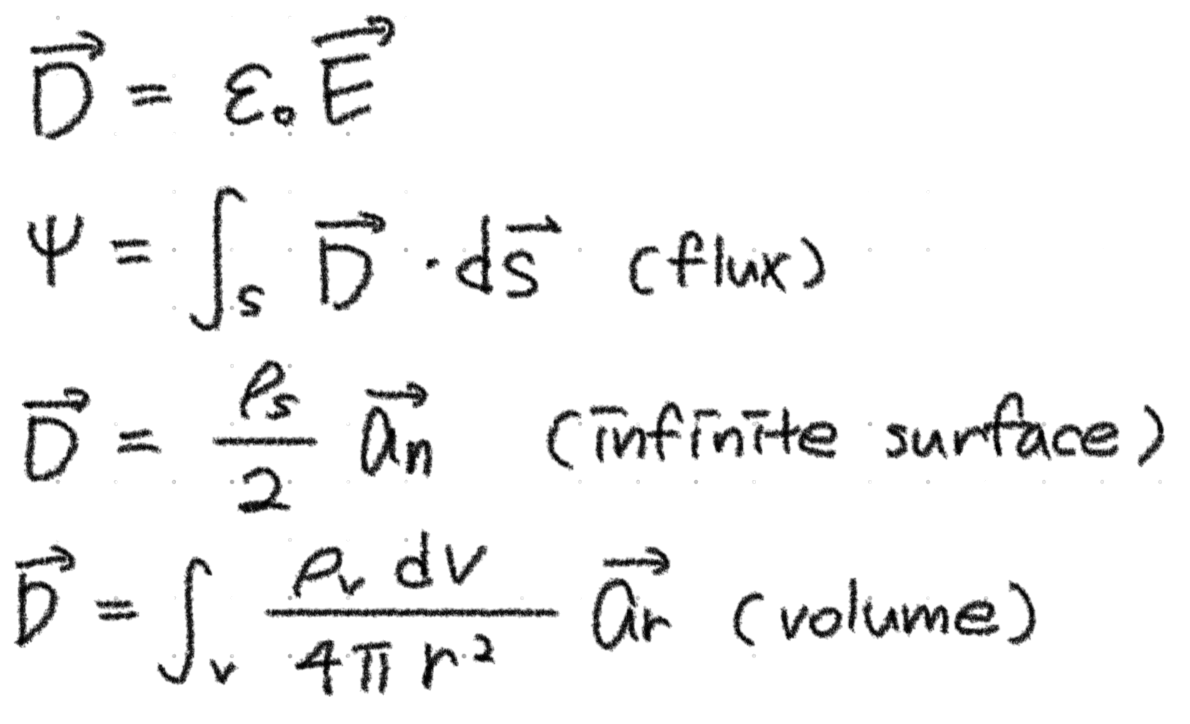 $\vec{D} = \varepsilon_0 \vec{E}$
$\Psi = \int_S \vec{D} \cdot d\vec{S}$ (flux)
$\vec{D} = \frac{\rho_s}{2} \vec{a_n}$ (infinite surface)
$\vec{D} = \int_v \frac{\rho_v \, dv}{4\pi r^2} \vec{a_r}$ (volume)